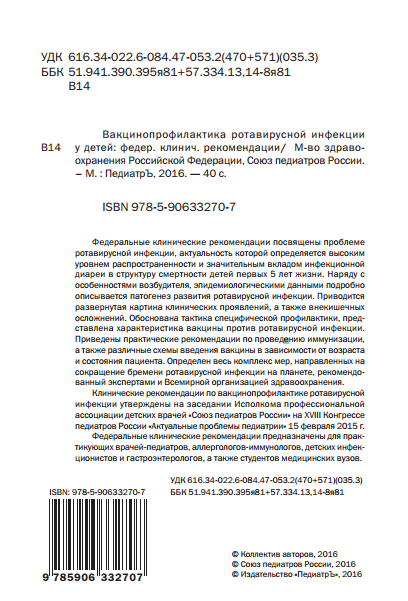 УДК 616.34-022.6-084.47-053.2(470+571)(035.3)
ББК 51.941.390.395я81+57.334.13,14-8я81
В14
Вакцинопрофилактика ротавирусной инфекции
В14 у детей: федер. клинич. рекомендации/ М-во здраво-
охранения Российской Федерации, Союз педиатров России.
– М. : ПедиатрЪ, 2016. — 40 с.
ISBN 978-5-90633270-7
Федеральные клинические рекомендации посвящены проблеме
ротавирусной инфекции, актуальность которой определяется высоким
уровнем распространенности и значительным вкладом инфекционной
диареи в структуру смертности детей первых 5 лет жизни. Наряду с
особенностями возбудителя, эпидемиологическими данными подробно
описывается патогенез развития ротавирусной инфекции. Приводится
развернутая картина клинических проявлений, а также внекишечных
осложнений. Обоснована тактика специфической профилактики, пред-
ставлена характеристика вакцины против ротавирусной инфекции.
Приведены практические рекомендации по проведению иммунизации,
а также различные схемы введения вакцины в зависимости от возраста
и состояния пациента. Определен весь комплекс мер, направленных на
сокращение бремени ротавирусной инфекции на планете, рекомендо-
ванный экспертами и Всемирной организацией здравоохранения.
Клинические рекомендации по вакцинопрофилактике ротавирусной
инфекции утверждены на заседании Исполкома профессиональной
ассоциации детских врачей «Союз педиатров России» на XVIII Конгрессе
педиатров России «Актуальные проблемы педиатрии» 15 февраля 2015 г.
Федеральные клинические рекомендации предназначены для прак-
тикующих врачей-педиатров, аллергологов-иммунологов, детских инфек-
ционистов и гастроэнтерологов, а также студентов медицинских вузов.
УДК 616.34-022.6-084.47-053.2(470+571)(035.3)
ISBN: 978-5-90633270-7 ББК 51.941.390.395я81+57.334.13,14-8я81
9 785906 332707
© Коллектив авторов, 2016
© Союз педиатров России, 2016
© Издательство «ПедиатрЪ», 2016